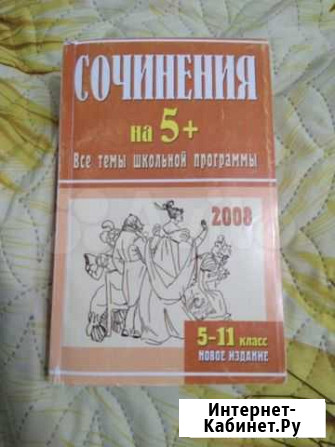 СОЧИНЕНИЯ
на 5+
Все темы школьной программы
2008
5-11 класс
НОВОЕ ИЗДАНИЕ
Интернет-
Кабинет.Ру